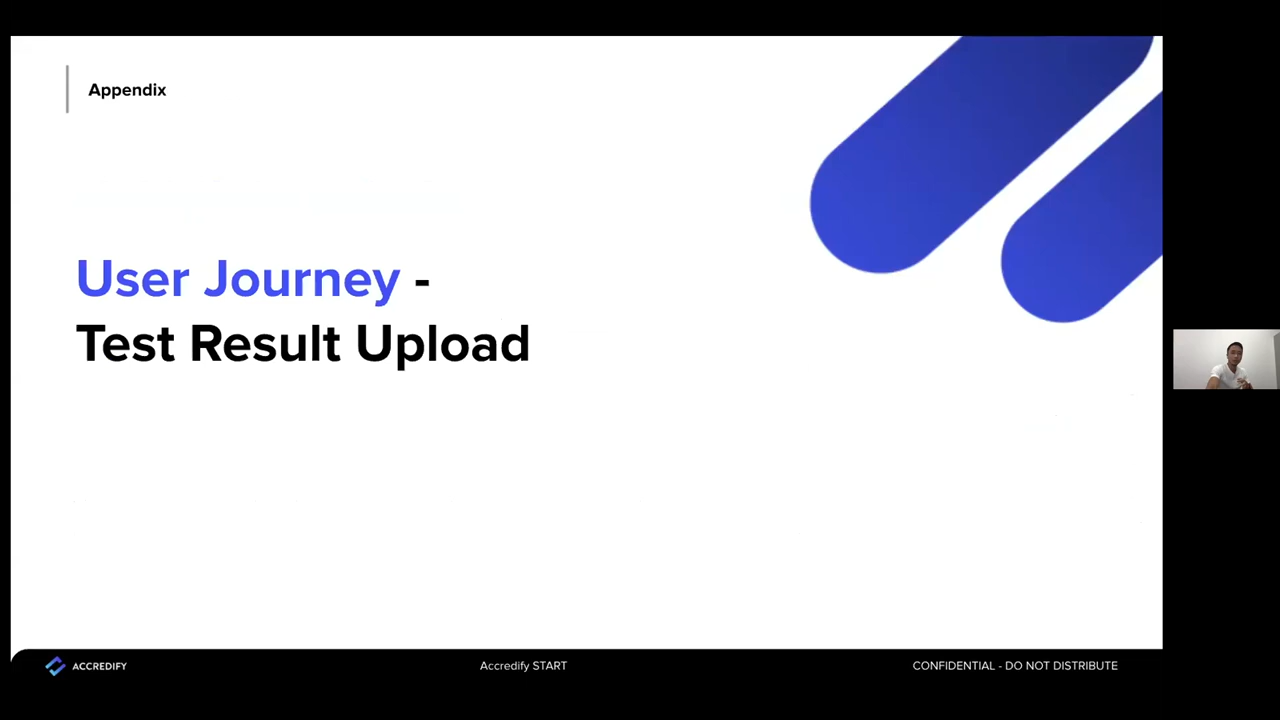 Appendix
User Journey -
Test Result Upload
ACCREDIFY
Accredify START
CONFIDENTIAL - DO NOT DISTRIBUTE